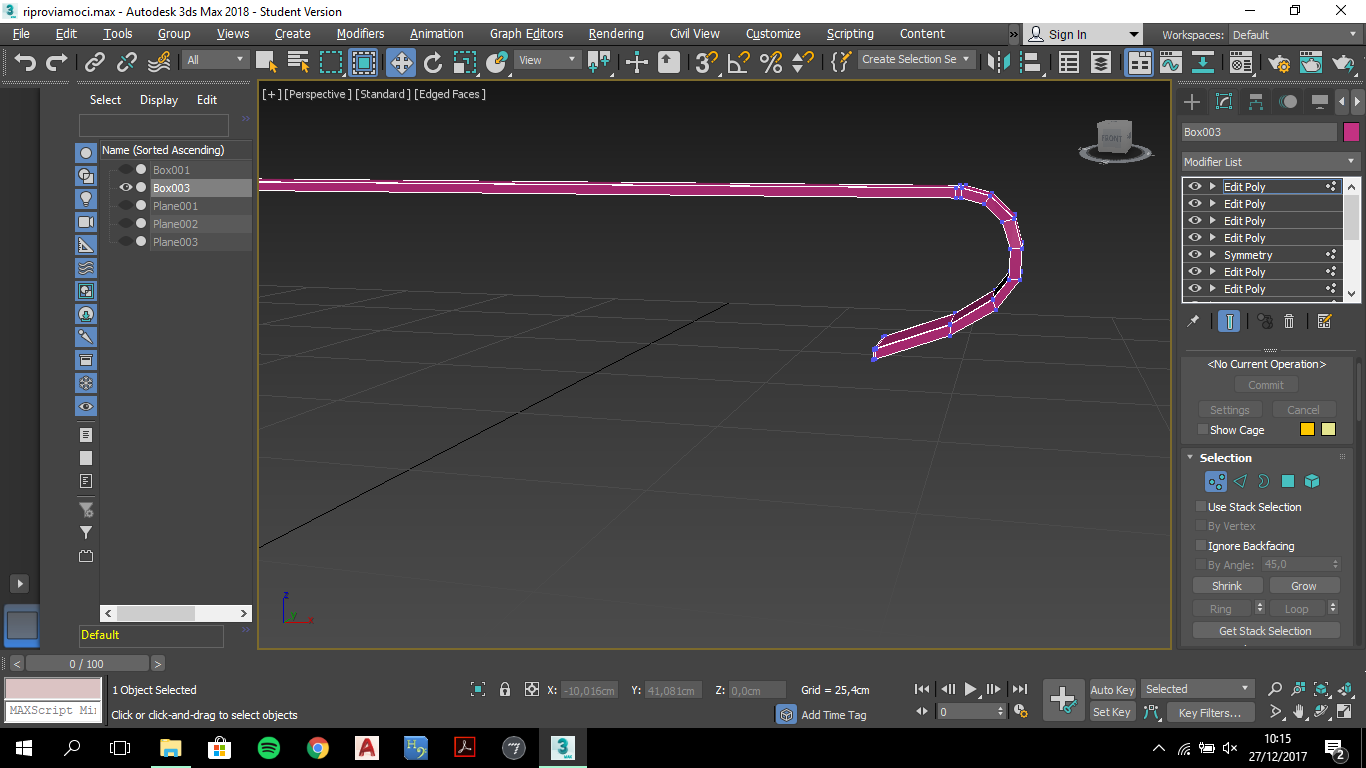 riproviamoci.max - Autodesk 3ds Max 2018 - Student Version
File Edit Tools Group Views Create Modifiers Animation Graph Editors Rendering Civil View Customize Scripting Content » Sign In Workspaces: Default
All View Create Selection Se
Select Display Edit
[+] [Perspective] [Standard] [Edged Faces]
FRONT
Name (Sorted Ascending)
Box001
Box003
Plane001
Plane002
Plane003
Default
Box003
Modifier List
Edit Poly
Edit Poly
Edit Poly
Edit Poly
Symmetry
Edit Poly
Edit Poly
<No Current Operation>
Commit
Settings Cancel
Show Cage
Selection
Use Stack Selection
By Vertex
Ignore Backfacing
By Angle: 45,0
Shrink Grow
Ring Loop
Get Stack Selection
z
y
x
< 0 / 100 >
1 Object Selected X: -10,016cm Y: 41,081cm Z: 0,0cm Grid = 25,4cm Auto Key Selected
MAXScript Mi
Click or click-and-drag to select objects Add Time Tag 0 Set Key Key Filters...
10:15
27/12/2017
2